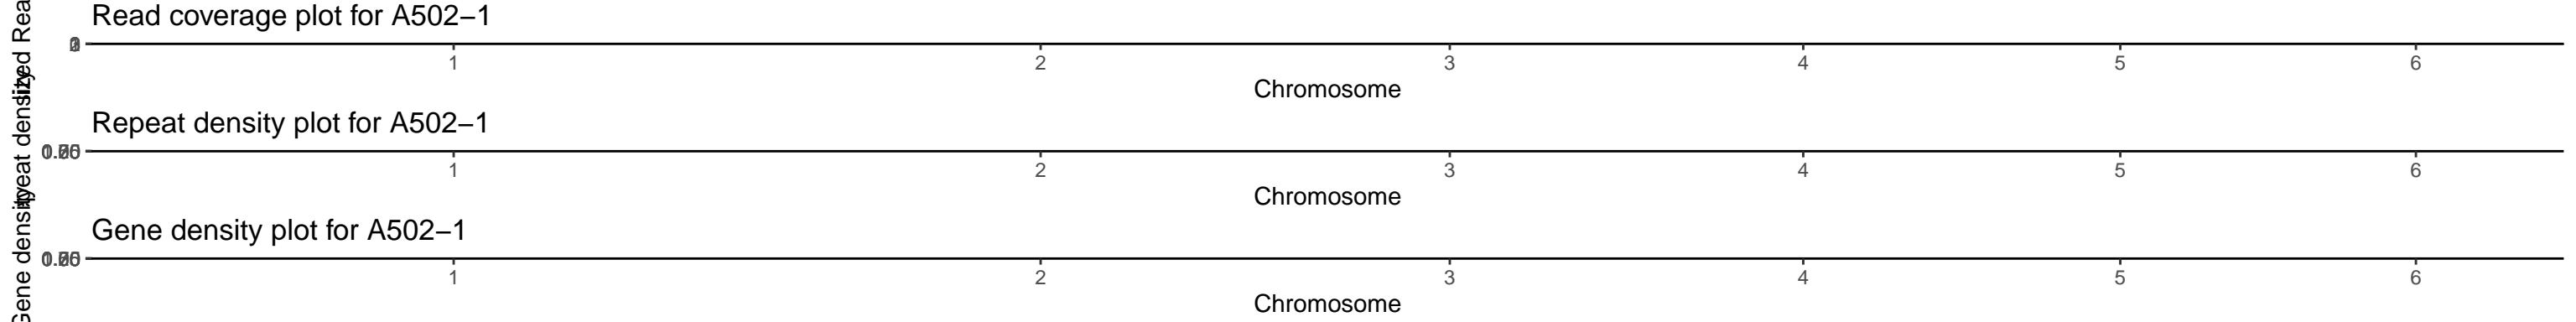 Read coverage plot for A502−1
1 2 3 4 5 6
Chromosome
Repeat density plot for A502−1
1 2 3 4 5 6
Chromosome
Gene density plot for A502−1
1 2 3 4 5 6
Chromosome
Gene density